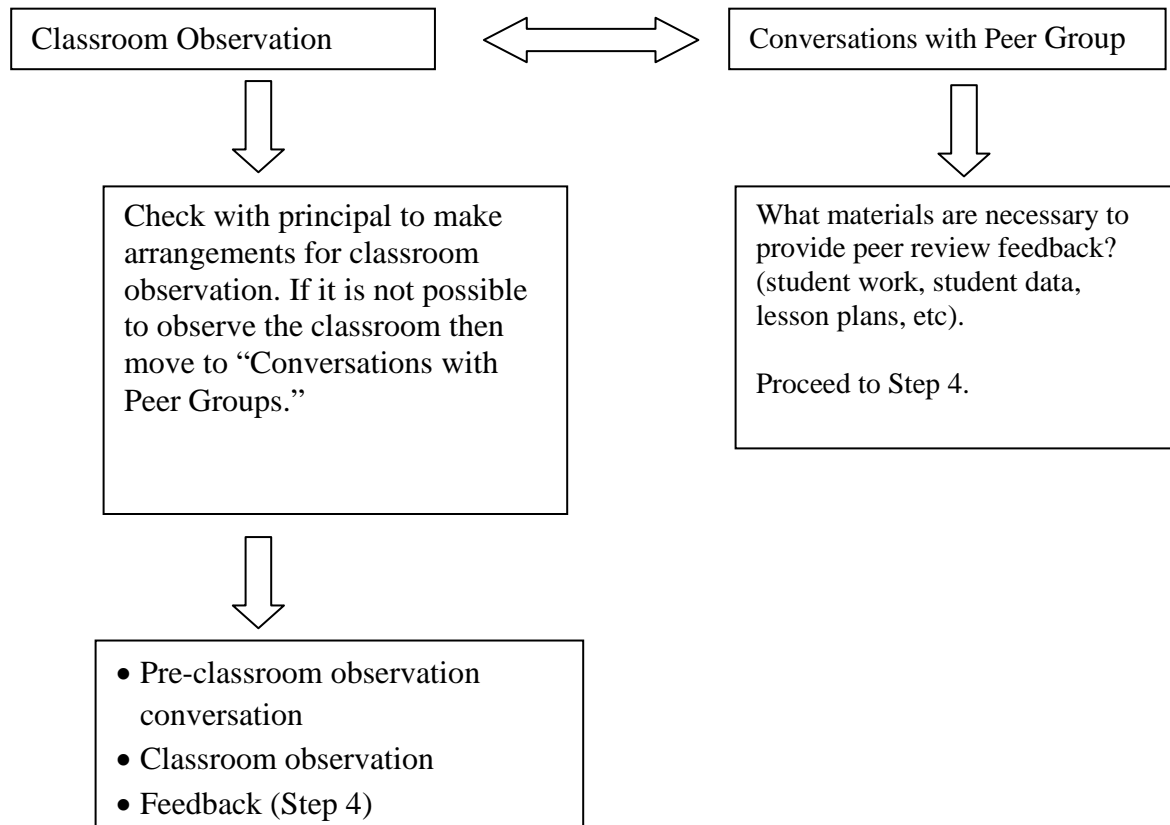 Classroom Observation
Conversations with Peer Group
Check with principal to make
arrangements for classroom
observation. If it is not possible
to observe the classroom then
move to “Conversations with
Peer Groups.”
What materials are necessary to
provide peer review feedback?
(student work, student data,
lesson plans, etc).
Proceed to Step 4.
• Pre-classroom observation
conversation
• Classroom observation
• Feedback (Step 4)